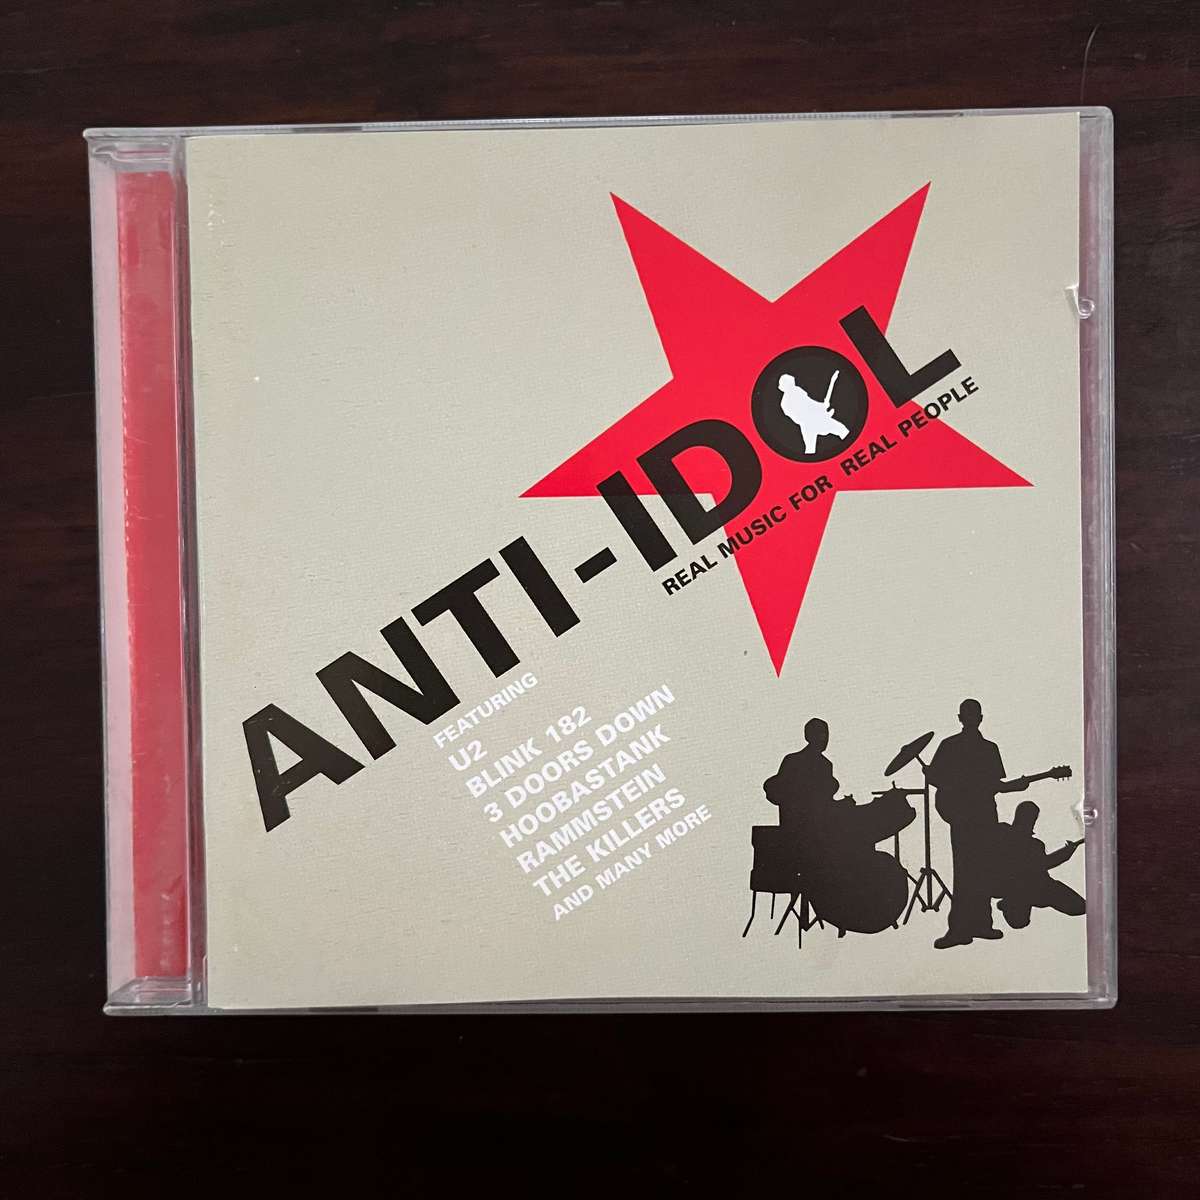 ANTI-IDOL
REAL MUSIC FOR REAL PEOPLE
FEATURING
U2
BLINK 182
3 DOORS DOWN
HOOBASTANK
RAMMSTEIN
THE KILLERS
AND MANY MORE